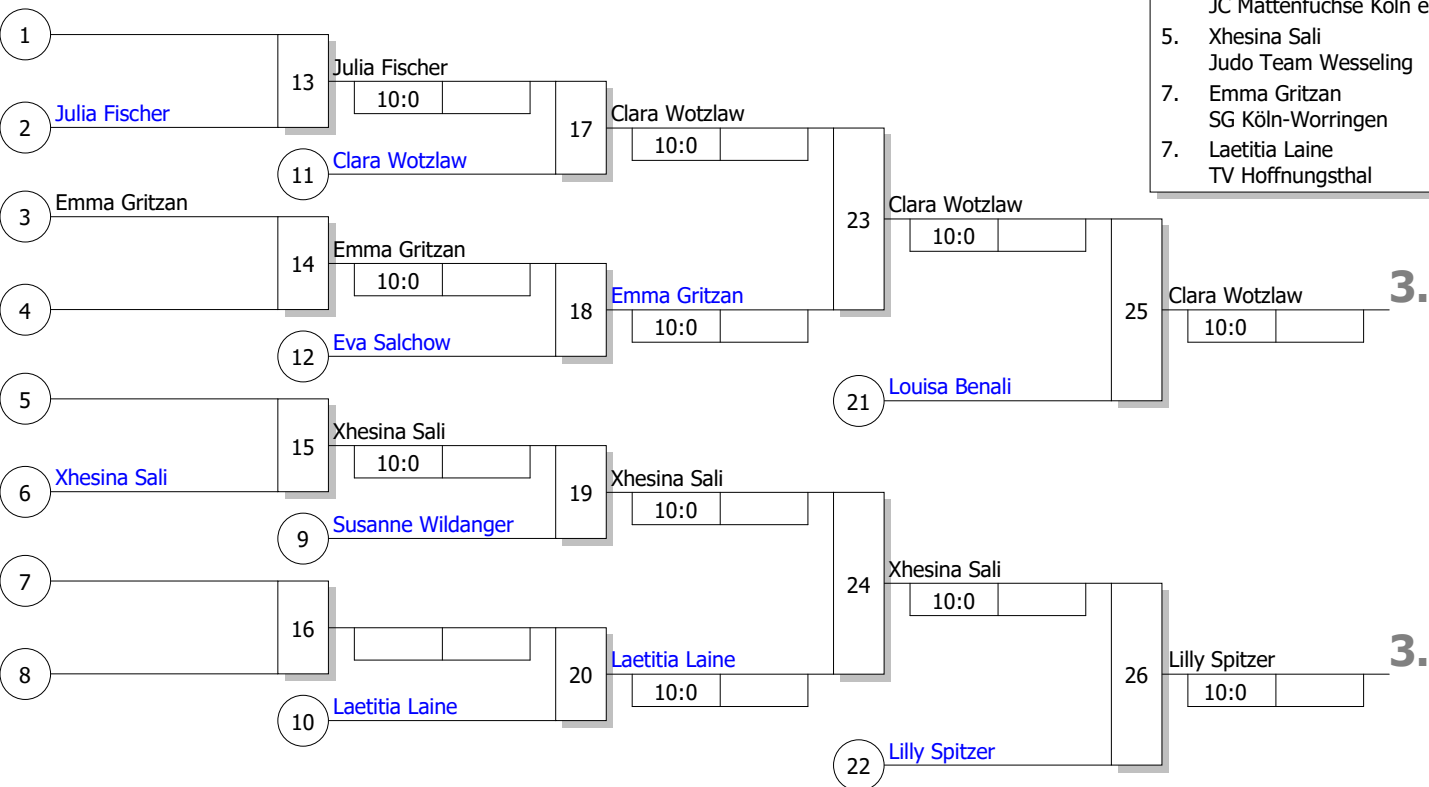 JC Mattenfüchse Köln e
1
5. Xhesina Sali
Judo Team Wesseling
13
Julia Fischer
10:0
7. Emma Gritzan
SG Köln-Worringen
2
Julia Fischer
17
Clara Wotzlaw
10:0
11
Clara Wotzlaw
7. Laetitia Laine
TV Hoffnungsthal
3
Emma Gritzan
23
Clara Wotzlaw
10:0
14
Emma Gritzan
10:0
4
18
Emma Gritzan
10:0
25
Clara Wotzlaw
10:0
3.
12
Eva Salchow
5
21
Louisa Benali
15
Xhesina Sali
10:0
6
Xhesina Sali
19
Xhesina Sali
10:0
9
Susanne Wildanger
7
24
Xhesina Sali
10:0
16
8
20
Laetitia Laine
10:0
26
Lilly Spitzer
10:0
3.
10
Laetitia Laine
22
Lilly Spitzer